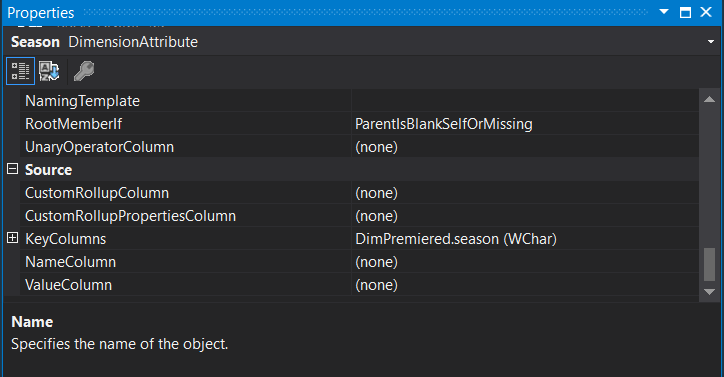 Properties
Season DimensionAttribute
NamingTemplate
RootMemberIf ParentIsBlankSelfOrMissing
UnaryOperatorColumn (none)
Source
CustomRollupColumn (none)
CustomRollupPropertiesColumn (none)
KeyColumns DimPremiered.season (WChar)
NameColumn (none)
ValueColumn (none)
Name
Specifies the name of the object.